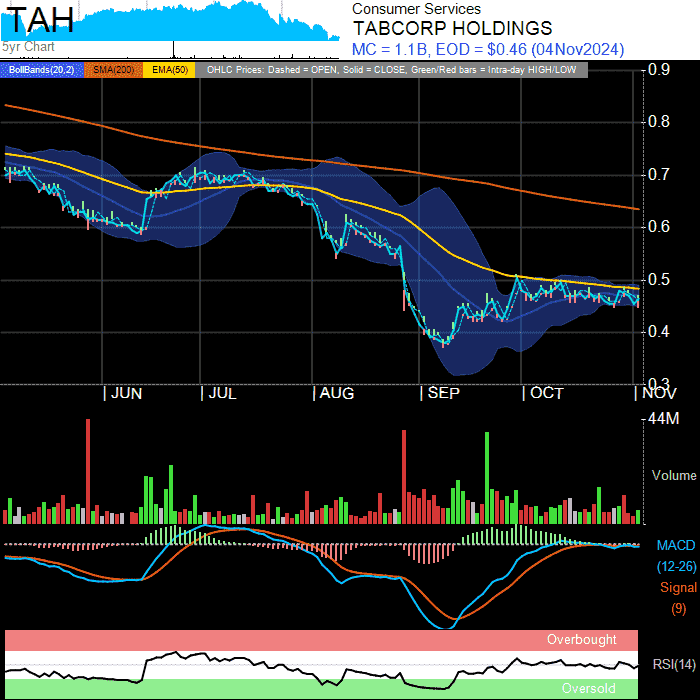 TAH
5yr Chart
Consumer Services
TABCORP HOLDINGS
MC = 1.1B, EOD = $0.46 (04Nov2024)
BollBands(20,2) SMA(200) EMA(50) OHLC Prices: Dashed = OPEN, Solid = CLOSE, Green/Red bars = Intra-day HIGH/LOW
0.9
0.8
0.7
0.6
0.5
0.4
0.3
JUN JUL AUG SEP OCT NOV
44M
Volume
MACD
(12-26)
Signal
(9)
Overbought
RSI(14)
Oversold